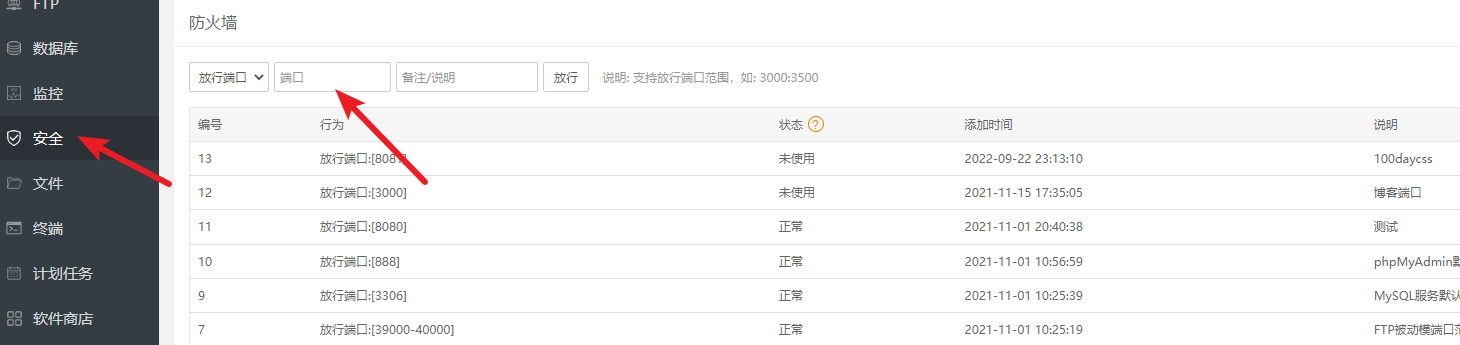 FTP
数据库
监控
安全
文件
终端
计划任务
软件商店
防火墙
放行端口 端口 备注/说明 放行 说明: 支持放行端口范围，如: 3000:3500
编号 行为 状态 ? 添加时间 说明
13 放行端口:[8081] 未使用 2022-09-22 23:13:10 100daycss
12 放行端口:[3000] 未使用 2021-11-15 17:35:05 博客端口
11 放行端口:[8080] 正常 2021-11-01 20:40:38 测试
10 放行端口:[888] 正常 2021-11-01 10:56:59 phpMyAdmin
9 放行端口:[3306] 正常 2021-11-01 10:25:39 MySQL服务默认
7 放行端口:[39000-40000] 正常 2021-11-01 10:25:19 FTP被动模端口范